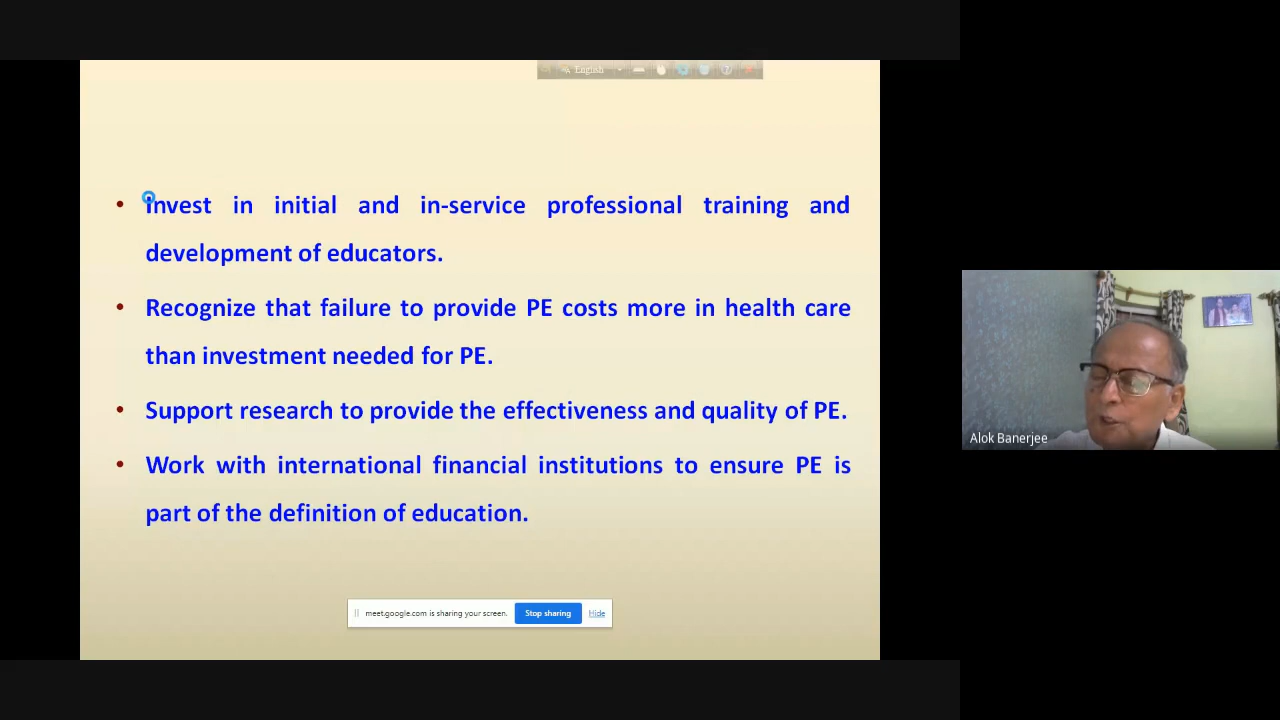 English
• Invest in initial and in-service professional training and
development of educators.
• Recognize that failure to provide PE costs more in health care
than investment needed for PE.
• Support research to provide the effectiveness and quality of PE.
• Work with international financial institutions to ensure PE is
part of the definition of education.
meet.google.com is sharing your screen. Stop sharing Hide
Alok Banerjee